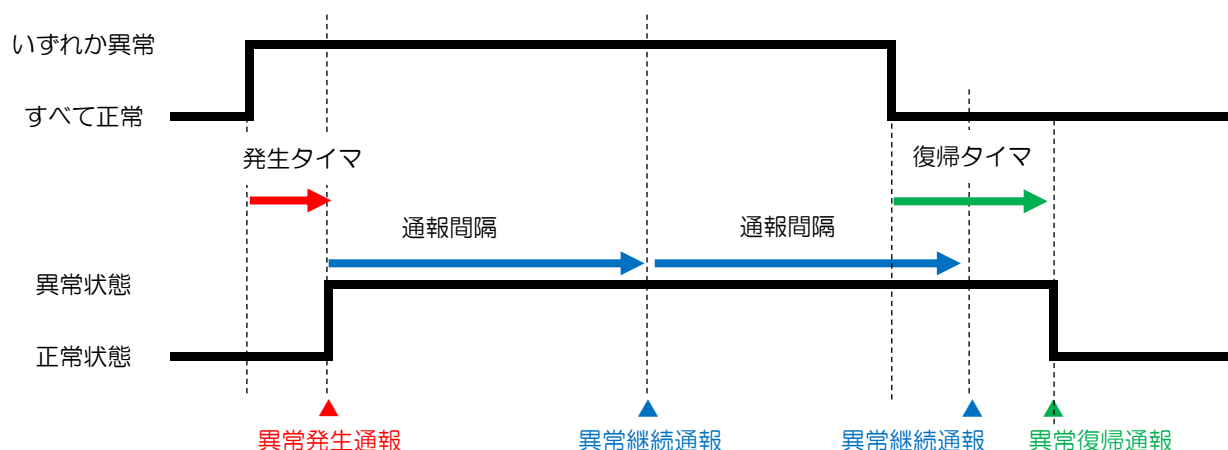 いずれか異常
すべて正常
発生タイマ
復帰タイマ
通報間隔
通報間隔
異常状態
正常状態
異常発生通報
異常継続通報
異常継続通報
異常復帰通報